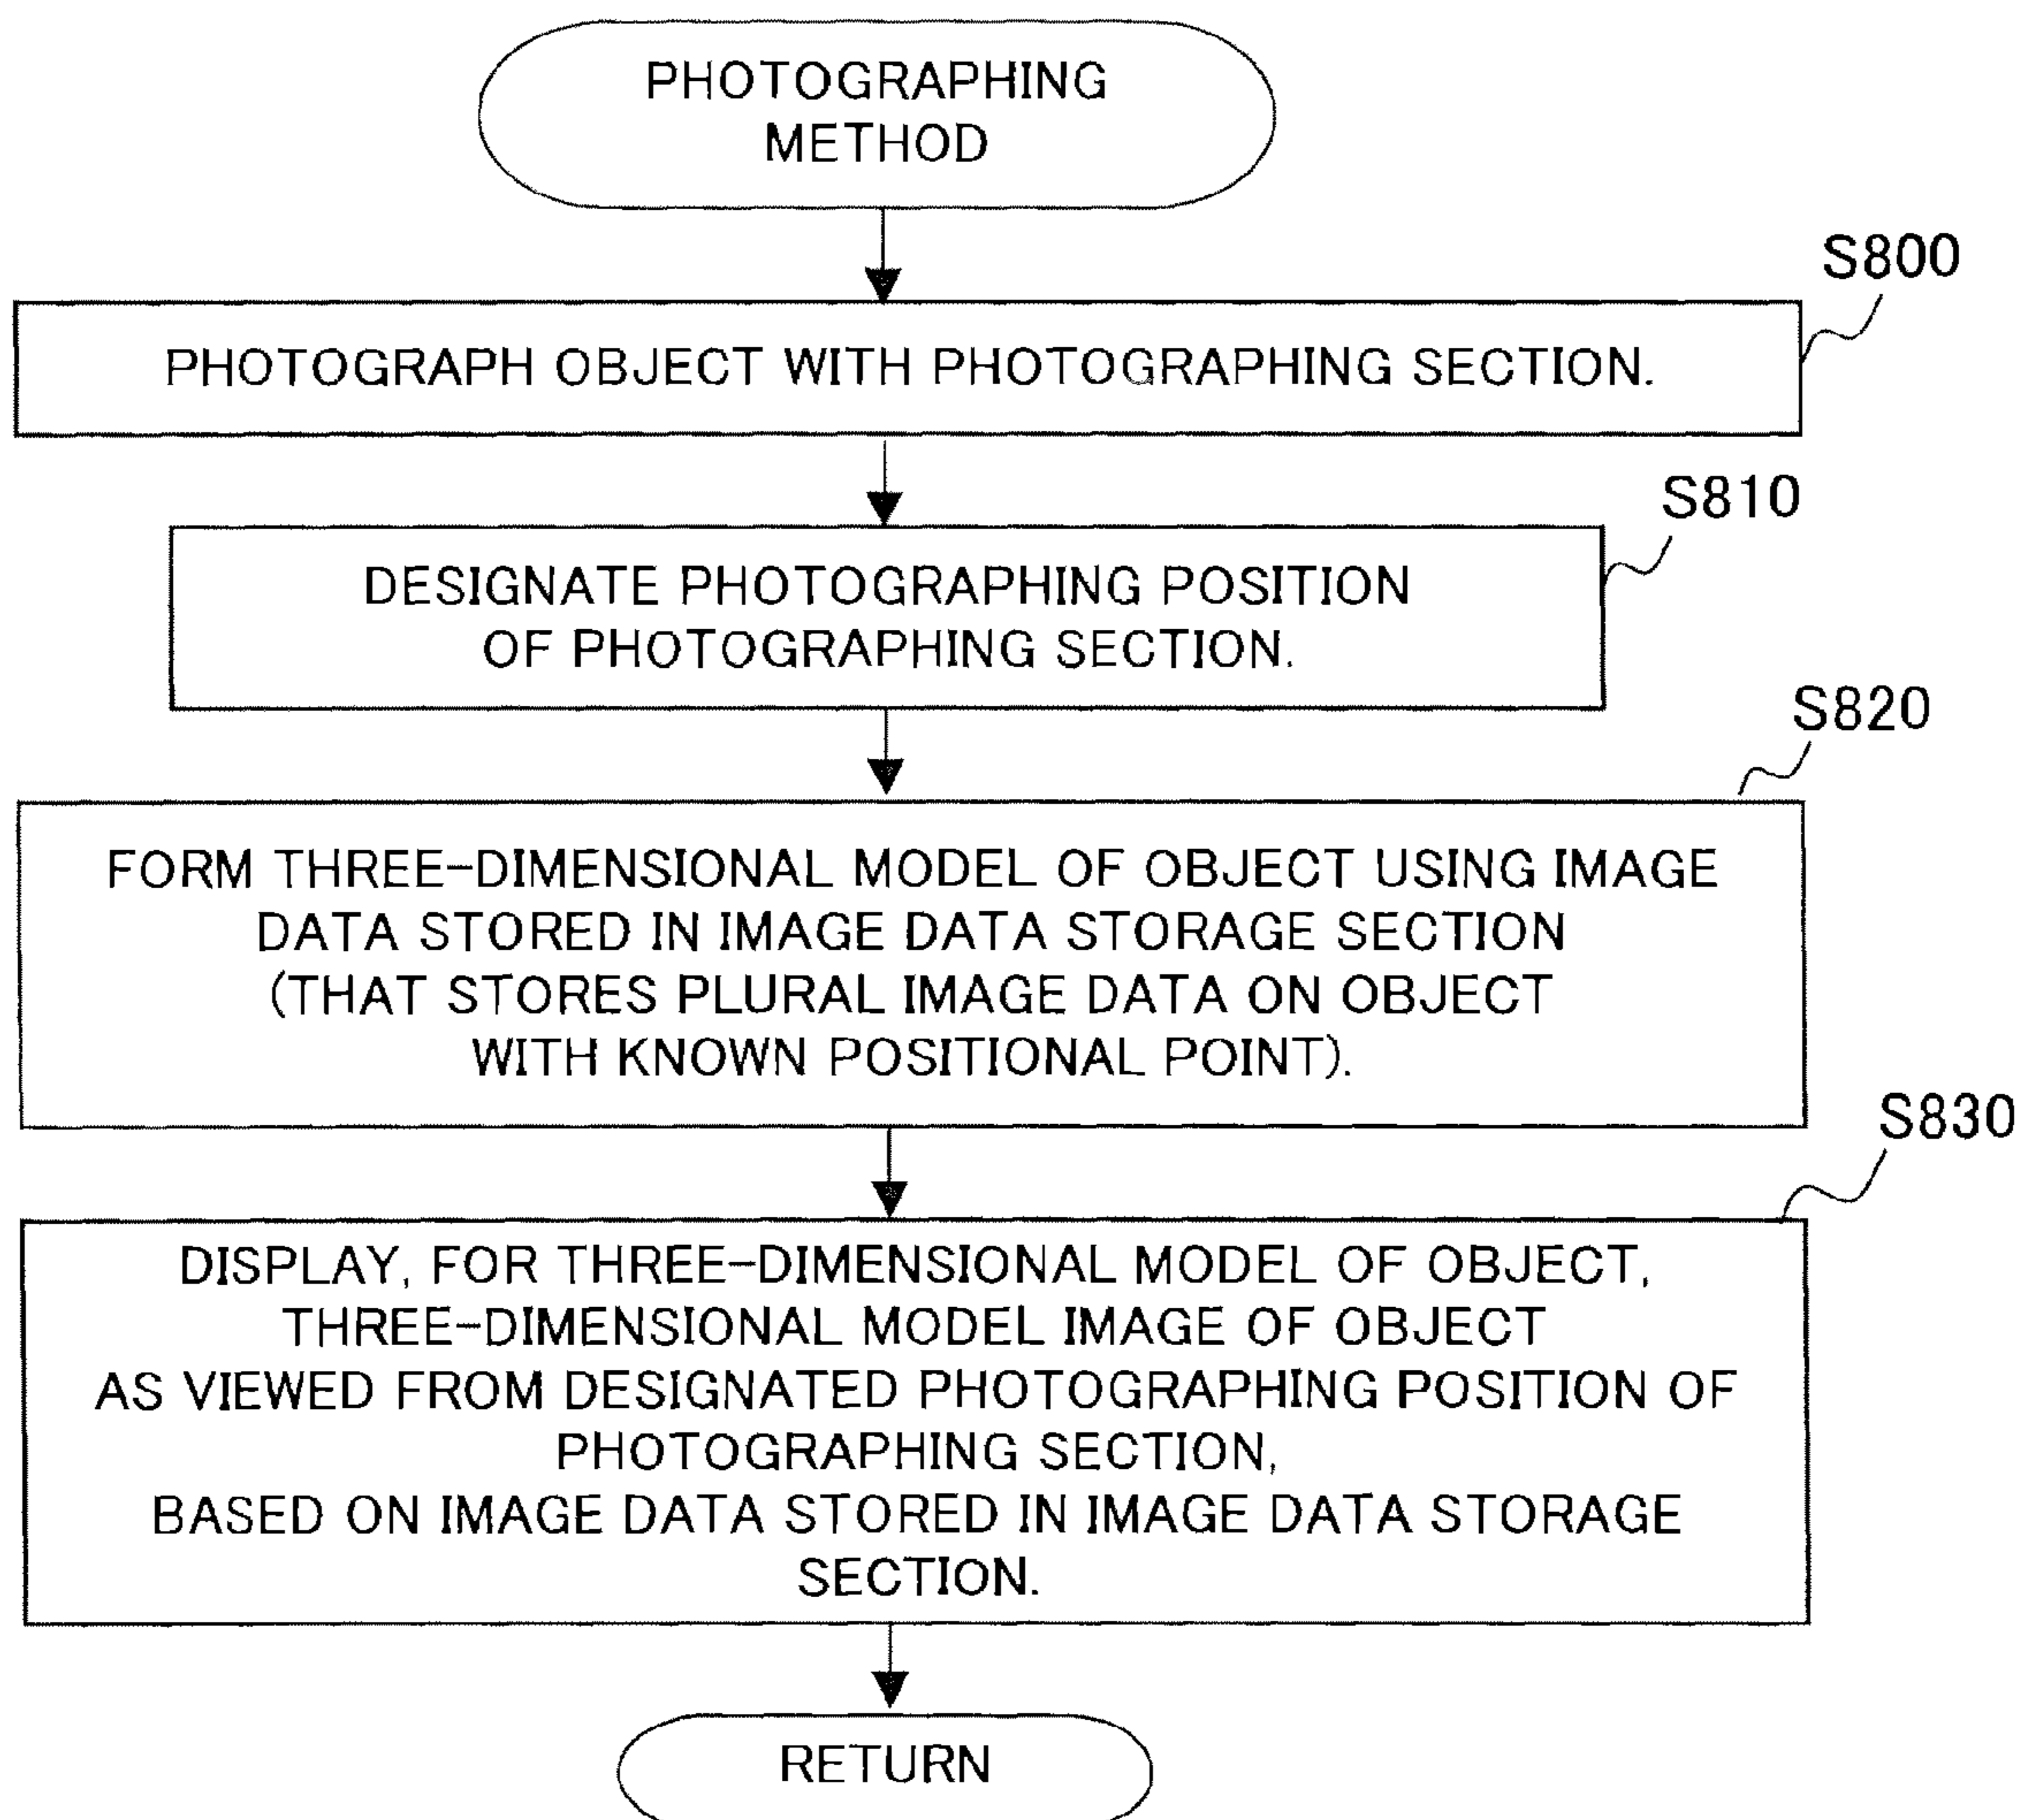 PHOTOGRAPHING
METHOD
S800
PHOTOGRAPH OBJECT WITH PHOTOGRAPHING SECTION.
S810
DESIGNATE PHOTOGRAPHING POSITION
OF PHOTOGRAPHING SECTION.
S820
FORM THREE-DIMENSIONAL MODEL OF OBJECT USING IMAGE
DATA STORED IN IMAGE DATA STORAGE SECTION
(THAT STORES PLURAL IMAGE DATA ON OBJECT
WITH KNOWN POSITIONAL POINT).
S830
DISPLAY, FOR THREE-DIMENSIONAL MODEL OF OBJECT,
THREE-DIMENSIONAL MODEL IMAGE OF OBJECT
AS VIEWED FROM DESIGNATED PHOTOGRAPHING POSITION OF
PHOTOGRAPHING SECTION,
BASED ON IMAGE DATA STORED IN IMAGE DATA STORAGE
SECTION.
RETURN